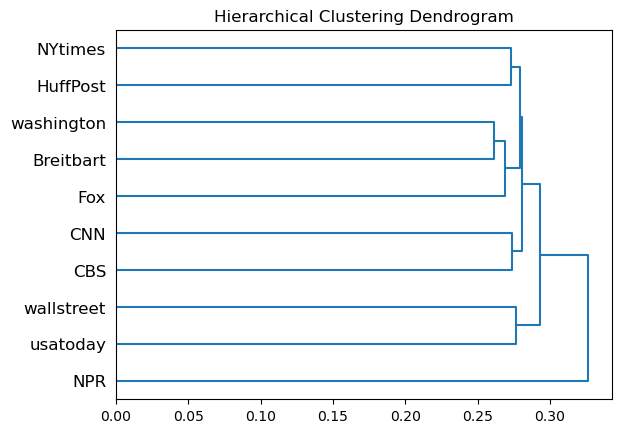 Hierarchical Clustering Dendrogram
NYtimes
HuffPost
washington
Breitbart
Fox
CNN
CBS
wallstreet
usatoday
NPR
0.00 0.05 0.10 0.15 0.20 0.25 0.30